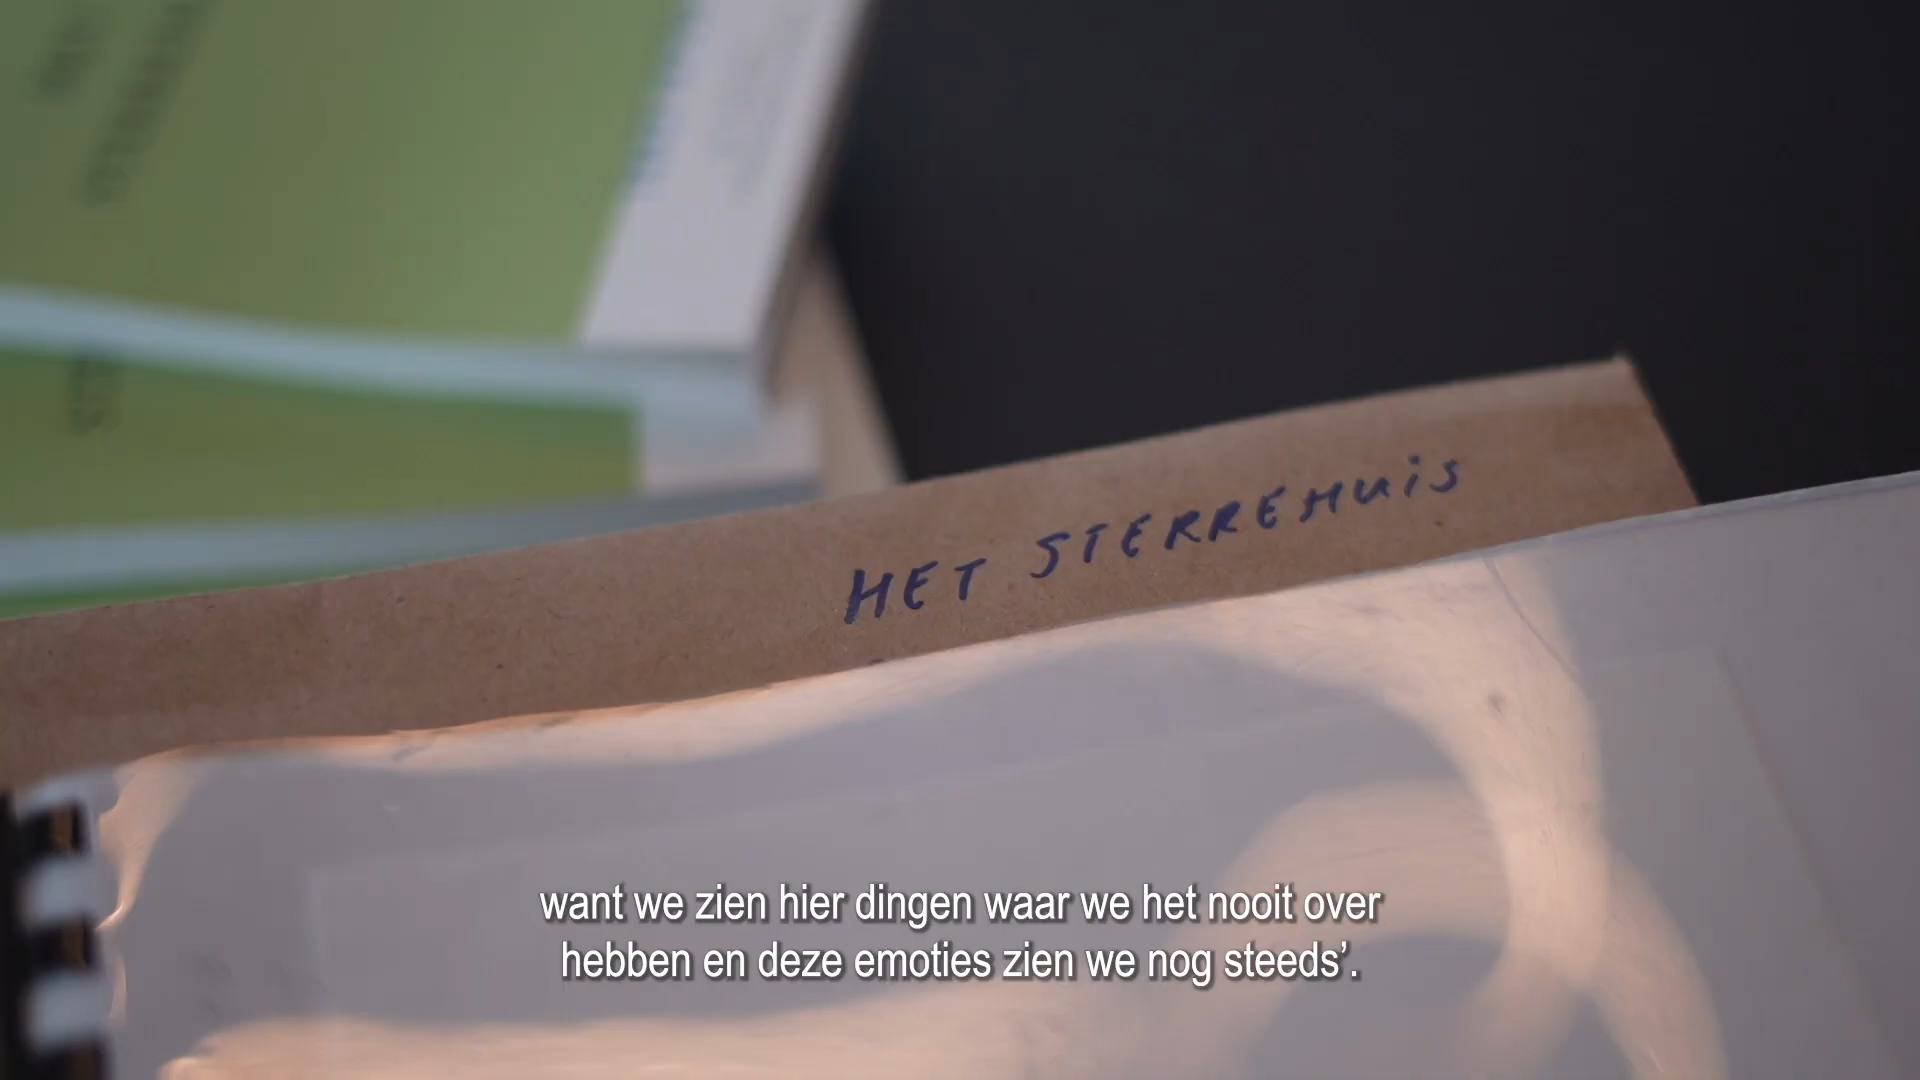 HET STERREHUIS
want we zien hier dingen waar we het nooit over
hebben en deze emoties zien we nog steeds’.